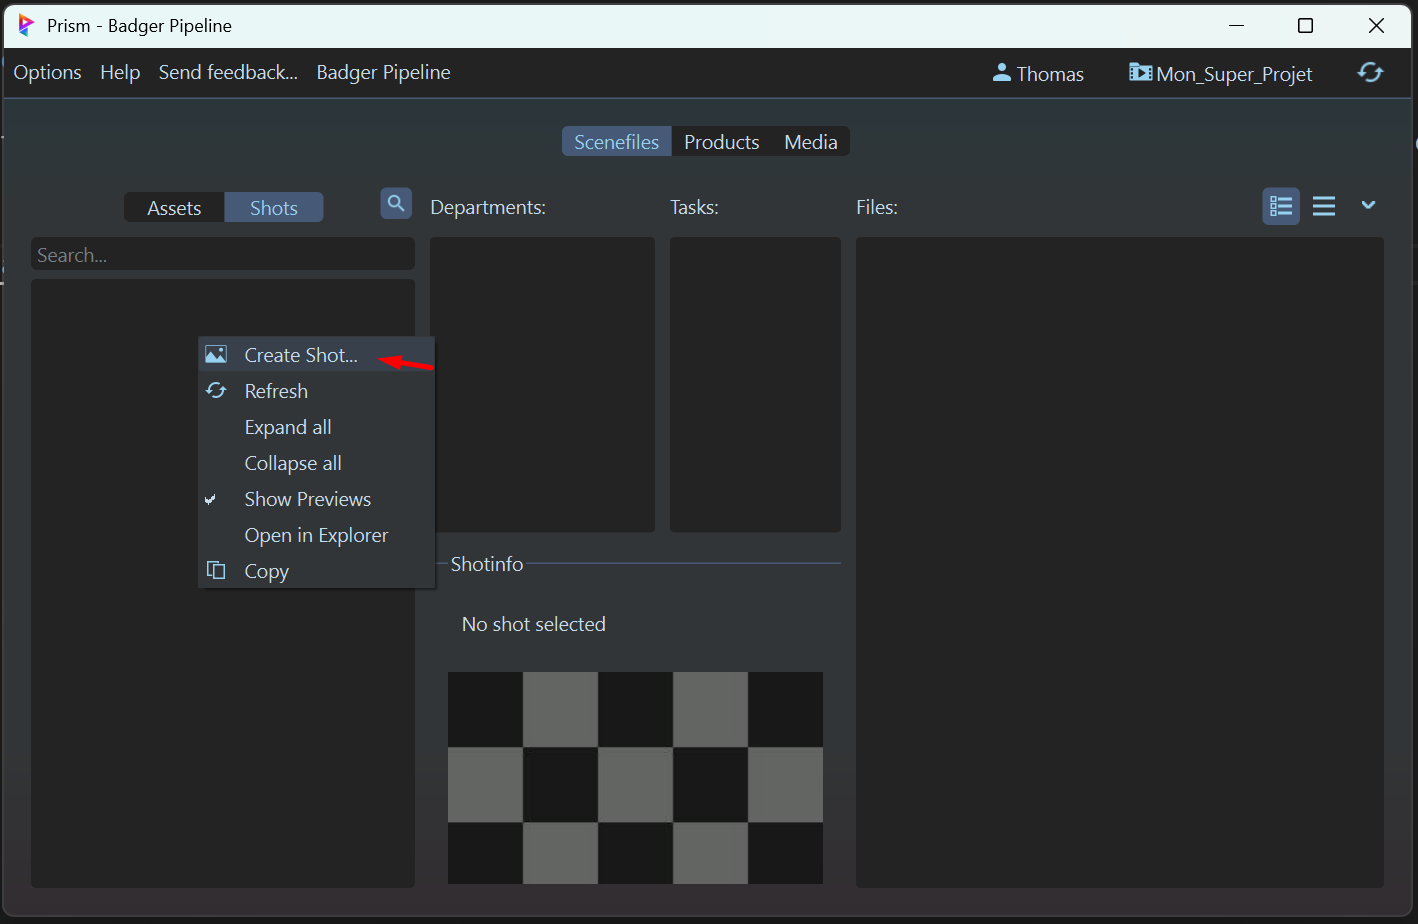 Prism - Badger Pipeline
Options Help Send feedback... Badger Pipeline Thomas Mon_Super_Projet
Scenefiles Products Media
Assets Shots Departments: Tasks: Files:
Search...
Create Shot...
Refresh
Expand all
Collapse all
Show Previews
Open in Explorer
Copy
Shotinfo
No shot selected